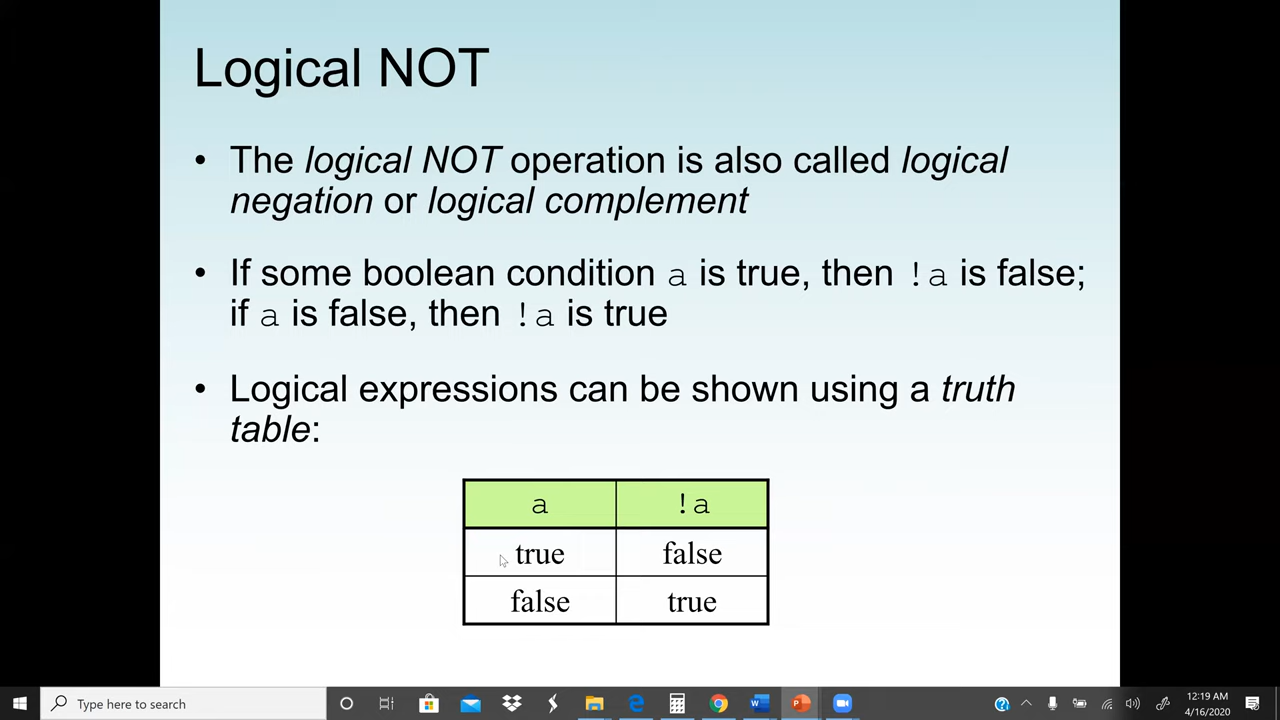 Logical NOT
• The logical NOT operation is also called logical
negation or logical complement
• If some boolean condition a is true, then !a is false;
if a is false, then !a is true
• Logical expressions can be shown using a truth
table:
a !a
true false
false true
Type here to search
12:19 AM
4/16/2020